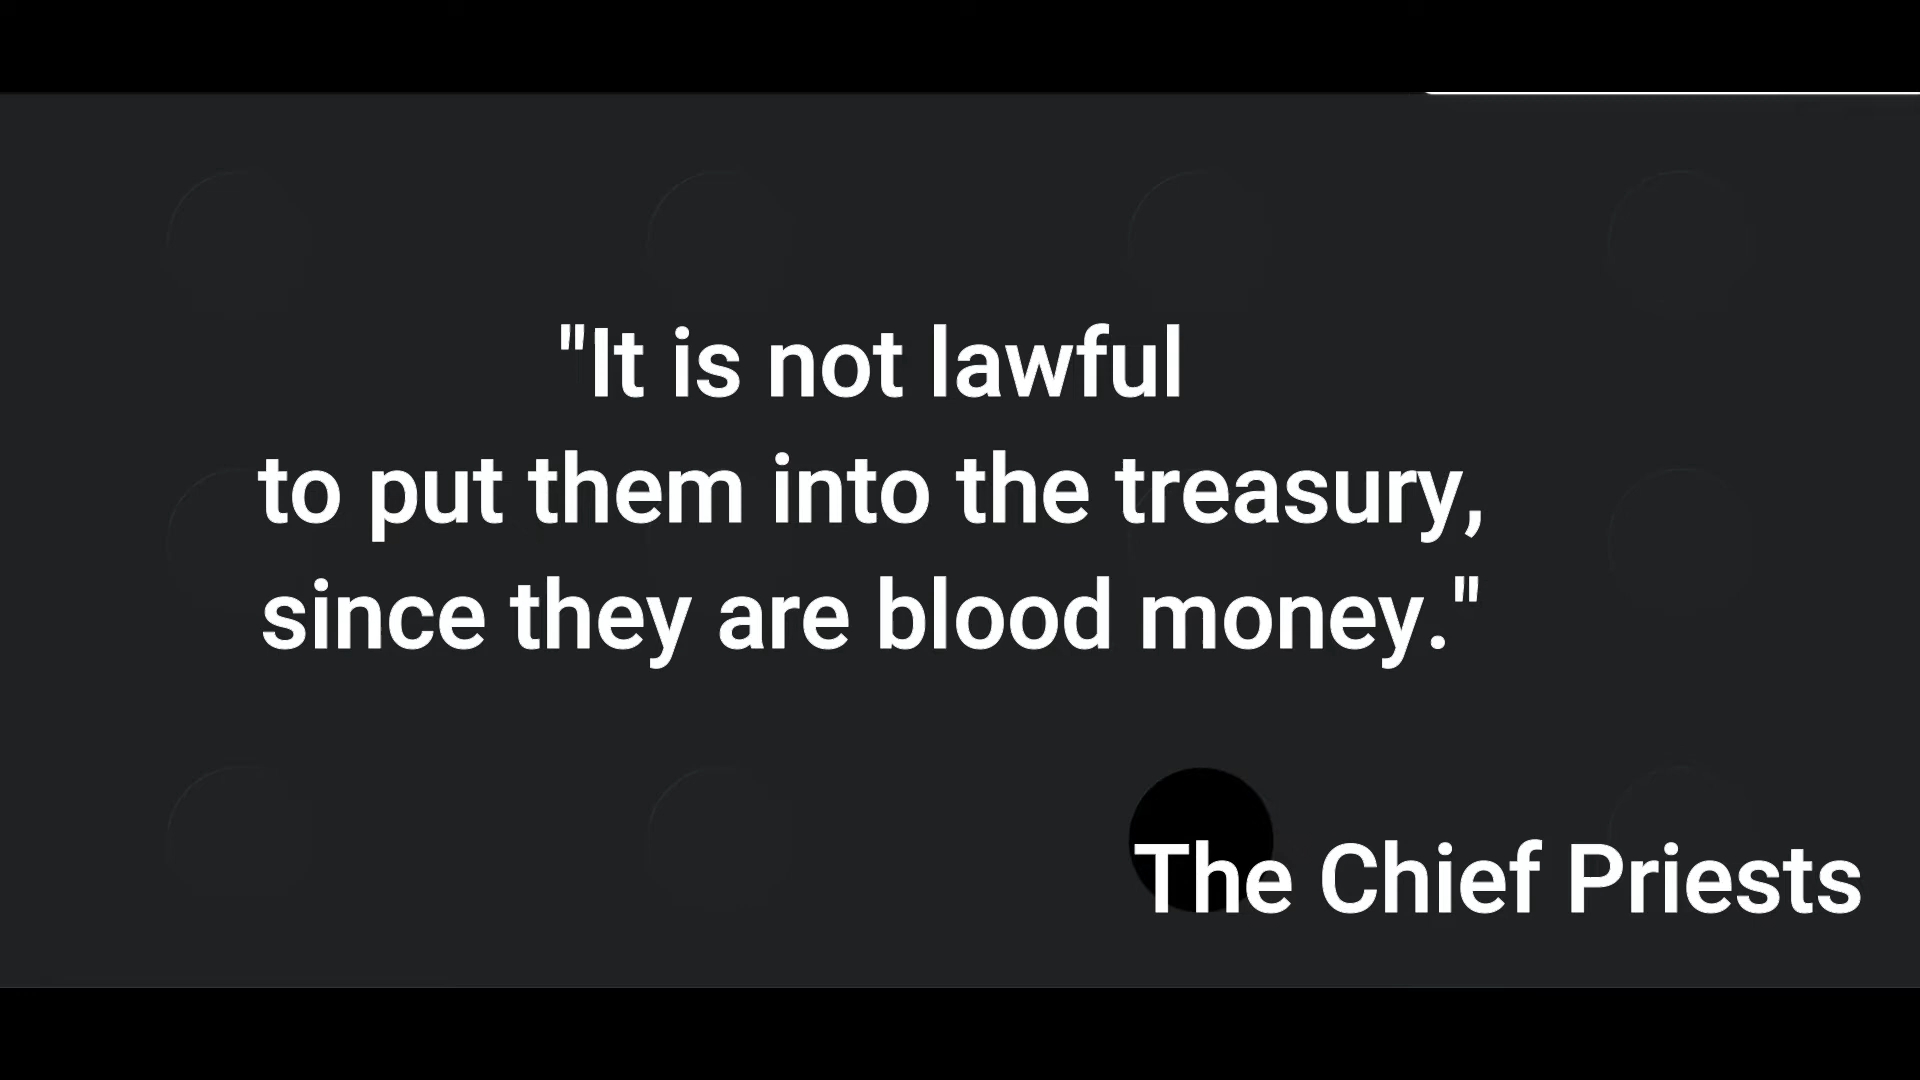 "It is not lawful
to put them into the treasury,
since they are blood money."
The Chief Priests